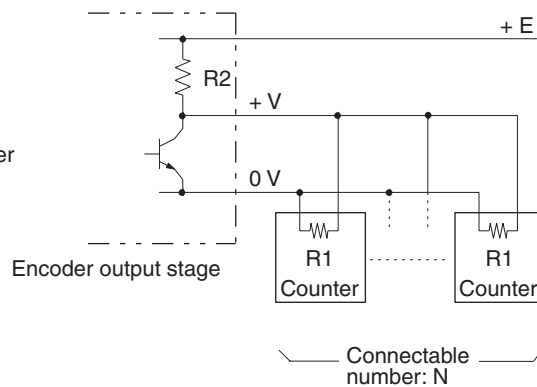 + E
R2
+ V
er
0 V
Encoder output stage
R1
Counter
R1
Counter
Connectable
number: N